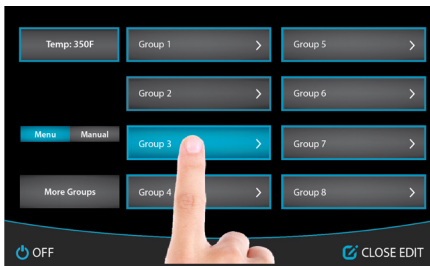 Temp: 350F
Group 1
Group 5
Group 2
Group 6
Menu
Manual
Group 3
Group 7
More Groups
Group 4
Group 8
OFF
CLOSE EDIT